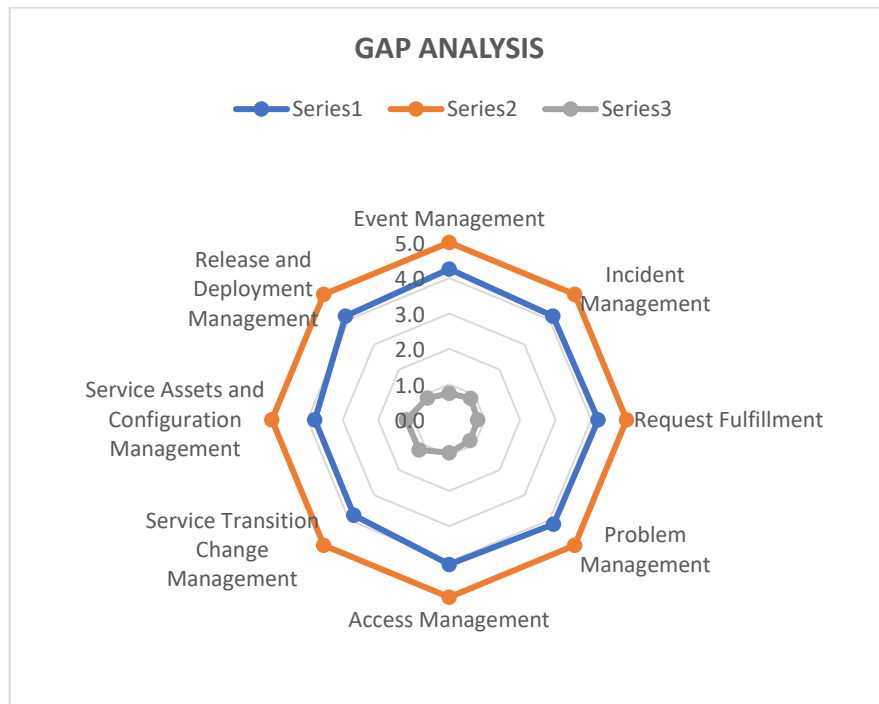 GAP ANALYSIS
Series1 Series2 Series3
Event Management
5.0
4.0
3.0
2.0
1.0
0.0
Incident
Management
Request Fulfillment
Problem
Management
Access Management
Service Transition
Change
Management
Service Assets and
Configuration
Management
Release and
Deployment
Management